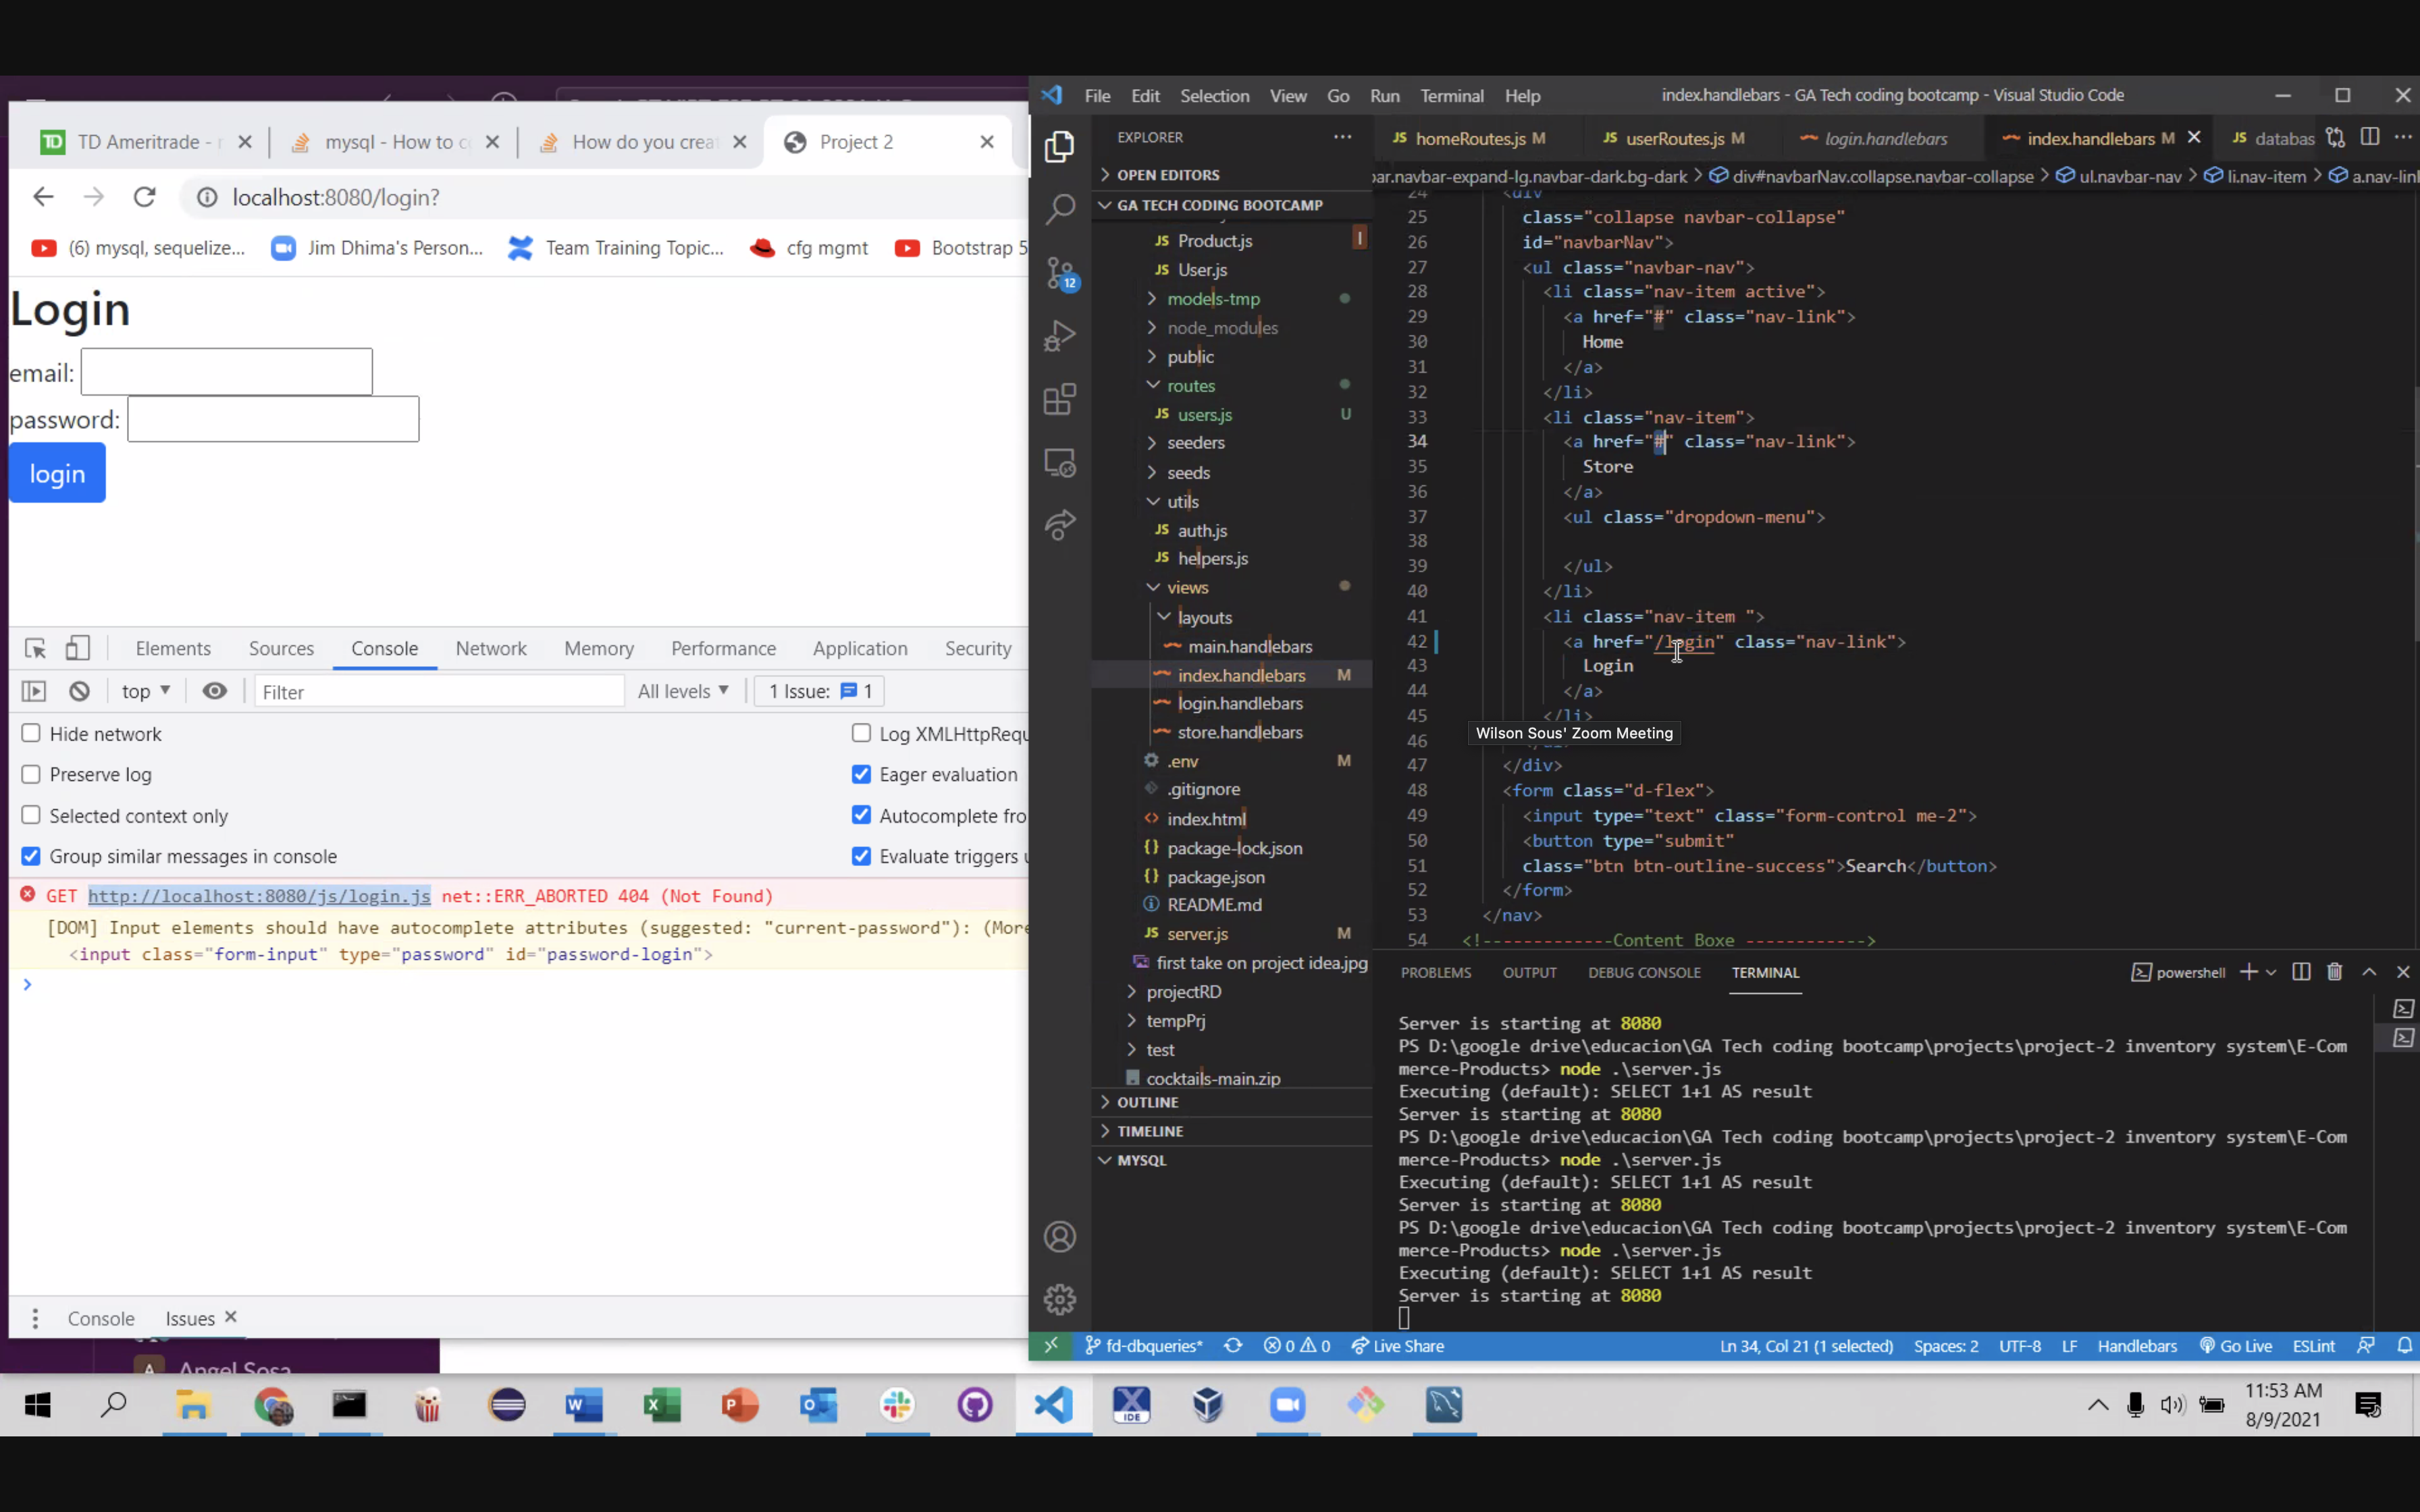 TD Ameritrade -
mysql - How to c
How do you creat
Project 2
localhost:8080/login?
(6) mysql, sequelize...
Jim Dhima's Person...
Team Training Topic...
cfg mgmt
Bootstrap 5
Login
email:
password:
login
Elements
Sources
Console
Network
Memory
Performance
Application
Security
top
Filter
All levels
1 Issue:
1
Hide network
Log XMLHttpRequ
Preserve log
Eager evaluation
Selected context only
Autocomplete fro
Group similar messages in console
Evaluate triggers
GET http://localhost:8080/js/login.js net::ERR_ABORTED 404 (Not Found)
[DOM] Input elements should have autocomplete attributes (suggested: "current-password"): (More
<input class="form-input" type="password" id="password-login">
Console
Issues
Angel Sosa
File Edit Selection View Go Run Terminal Help
index.handlebars - GA Tech coding bootcamp - Visual Studio Code
EXPLORER
OPEN EDITORS
GA TECH CODING BOOTCAMP
12
JS Product.js
JS User.js
models-tmp
node_modules
public
routes
JS users.js U
seeders
seeds
utils
JS auth.js
JS helpers.js
views
layouts
main.handlebars
index.handlebars M
login.handlebars
store.handlebars
.env M
.gitignore
index.html
package-lock.json
package.json
README.md
JS server.js M
first take on project idea.jpg
projectRD
tempPrj
test
cocktails-main.zip
OUTLINE
TIMELINE
MYSQL
JS homeRoutes.js M
JS userRoutes.js M
login.handlebars
index.handlebars M
JS databas
bar.navbar-expand-lg.navbar-dark.bg-dark > div#navbarNav.collapse.navbar-collapse > ul.navbar-nav > li.nav-item > a.nav-link
24 <div
25 class="collapse navbar-collapse"
26 id="navbarNav">
27 <ul class="navbar-nav">
28 <li class="nav-item active">
29 <a href="#" class="nav-link">
30 Home
31 </a>
32 </li>
33 <li class="nav-item">
34 <a href="#" class="nav-link">
35 Store
36 </a>
37 <ul class="dropdown-menu">
38
39 </ul>
40 </li>
41 <li class="nav-item ">
42 <a href="/login" class="nav-link">
43 Login
44 </a>
45 </li>
Wilson Sous' Zoom Meeting
46
47 </div>
48 <form class="d-flex">
49 <input type="text" class="form-control me-2">
50 <button type="submit"
51 class="btn btn-outline-success">Search</button>
52 </form>
53 </nav>
54 <!------------Content Boxe ------------>
PROBLEMS OUTPUT DEBUG CONSOLE TERMINAL
powershell
Server is starting at 8080
PS D:\google drive\educacion\GA Tech coding bootcamp\projects\project-2 inventory system\E-Com
merce-Products> node .\server.js
Executing (default): SELECT 1+1 AS result
Server is starting at 8080
PS D:\google drive\educacion\GA Tech coding bootcamp\projects\project-2 inventory system\E-Com
merce-Products> node .\server.js
Executing (default): SELECT 1+1 AS result
Server is starting at 8080
PS D:\google drive\educacion\GA Tech coding bootcamp\projects\project-2 inventory system\E-Com
merce-Products> node .\server.js
Executing (default): SELECT 1+1 AS result
Server is starting at 8080
fd-dbqueries*
0 0
Live Share
Ln 34, Col 21 (1 selected)
Spaces: 2
UTF-8
LF
Handlebars
Go Live
ESLint
11:53 AM
8/9/2021